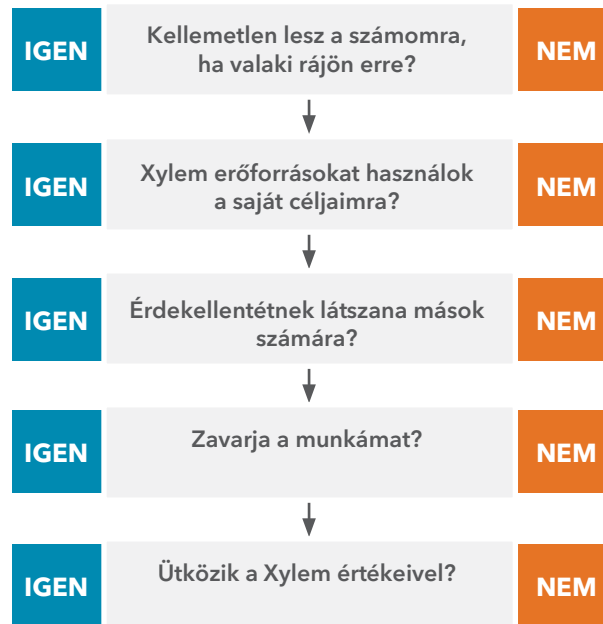 IGEN
Kellemetlen lesz a számomra,
ha valaki rájön erre?
NEM
IGEN
Xylem erőforrásokat használok
a saját céljaimra?
NEM
IGEN
Érdekellentétnek látszana mások
számára?
NEM
IGEN
Zavarja a munkámat?
NEM
IGEN
Ütközik a Xylem értékeivel?
NEM